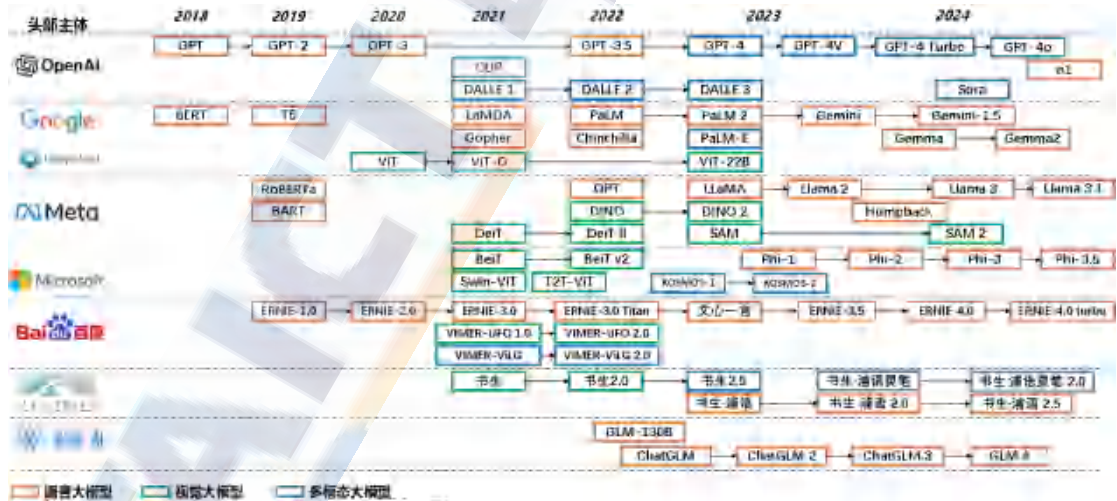 头部主体 2018 2019 2020 2021 2022 2023 2024
OpenAI
GPT GPT-2 GPT-3 GPT-3.5 GPT-4 GPT-4V GPT-4 Turbo GPT-4o
CLIP o1
DALLE 1 DALLE 2 DALLE 3 Sora
Google
BERT T5 LaMDA PaLM PaLM 2 Gemini Gemini-1.5
Gopher Chinchilla PaLM-E Gemma Gemma2
ViT ViT-G ViT-22B
Meta
RoBERTa OPT LLaMA Llama 2 Llama 3 Llama 3.1
BART DINO DINO 2 Humpback
DeiT DeiT III SAM SAM 2
Microsoft
BeiT BeiT v2 Phi-1 Phi-2 Phi-3 Phi-3.5
Swin-ViT T2T-ViT KOSMOS-1 KOSMOS-2
Baidu百度
ERNIE-1.0 ERNIE-2.0 ERNIE-3.0 ERNIE-3.0 Titan 文心一言 ERNIE-3.5 ERNIE-4.0 ERNIE-4.0 turbo
VIMER-UFO 1.0 VIMER-UFO 2.0
VIMER-ViLG VIMER-ViLG 2.0
书生 书生2.0 书生2.5 书生·浦语灵笔 书生·浦语灵笔 2.0
书生·浦语 书生·浦语 2.0 书生·浦语 2.5
GLM-130B
ChatGLM ChatGLM-2 ChatGLM-3 GLM-4
语言大模型 视觉大模型 多模态大模型